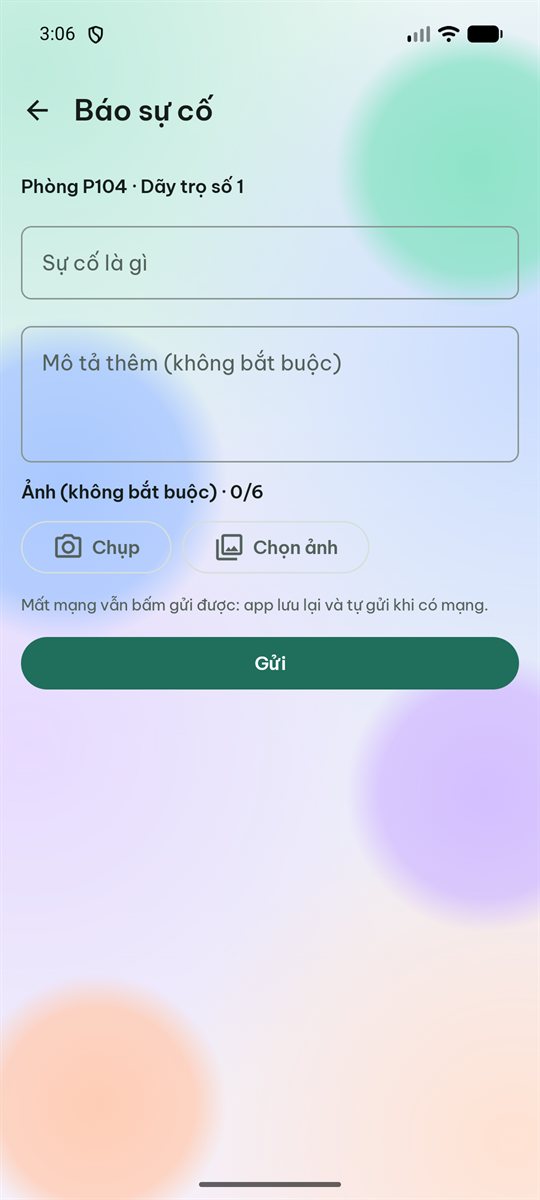 3:06
Báo sự cố
Phòng P104 · Dãy trọ số 1
Sự cố là gì
Mô tả thêm (không bắt buộc)
Ảnh (không bắt buộc) · 0/6
Chụp
Chọn ảnh
Mất mạng vẫn bấm gửi được: app lưu lại và tự gửi khi có mạng.
Gửi